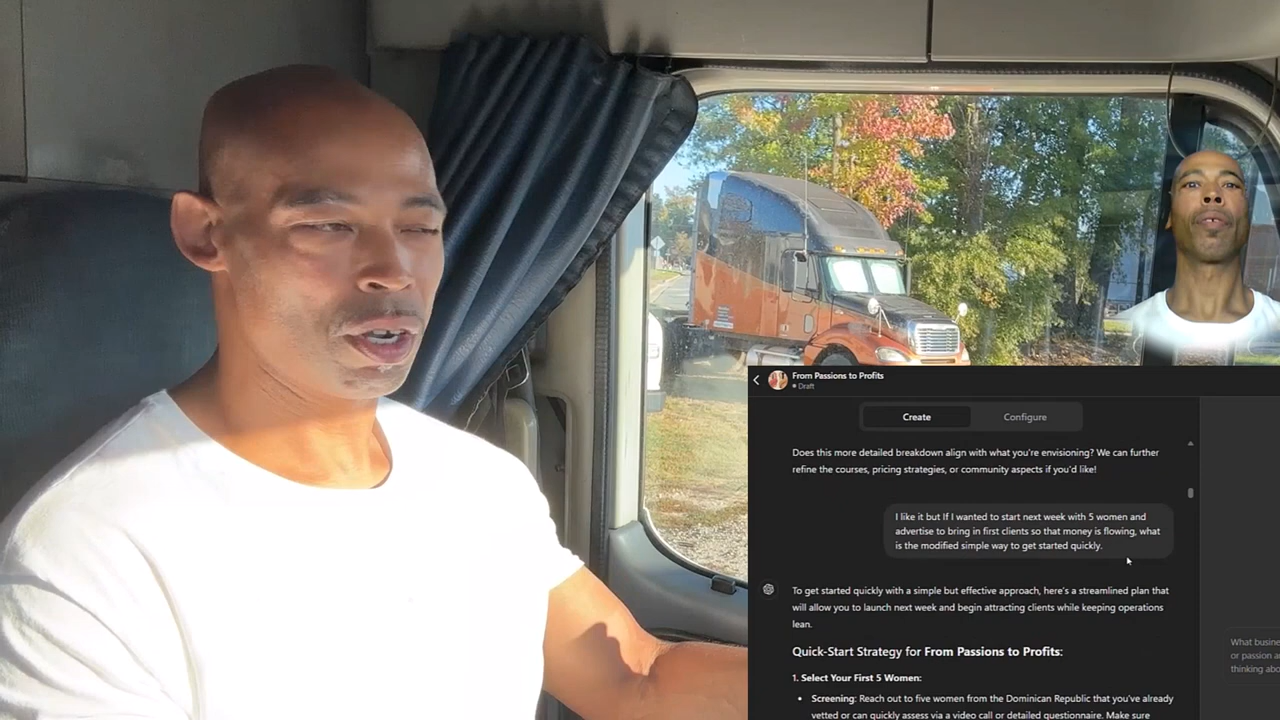 From Passions to Profits
Draft
Create
Configure
Does this more detailed breakdown align with what you're envisioning? We can further
refine the courses, pricing strategies, or community aspects if you'd like!
I like it but If I wanted to start next week with 5 women and
advertise to bring in first clients so that money is flowing, what
is the modified simple way to get started quickly.
To get started quickly with a simple but effective approach, here's a streamlined plan that
will allow you to launch next week and begin attracting clients while keeping operations
lean.
Quick-Start Strategy for From Passions to Profits:
1. Select Your First 5 Women:
• Screening: Reach out to five women from the Dominican Republic that you've already
vetted or can quickly assess via a video call or detailed questionnaire. Make sure
What busine
or passion a
thinking abo